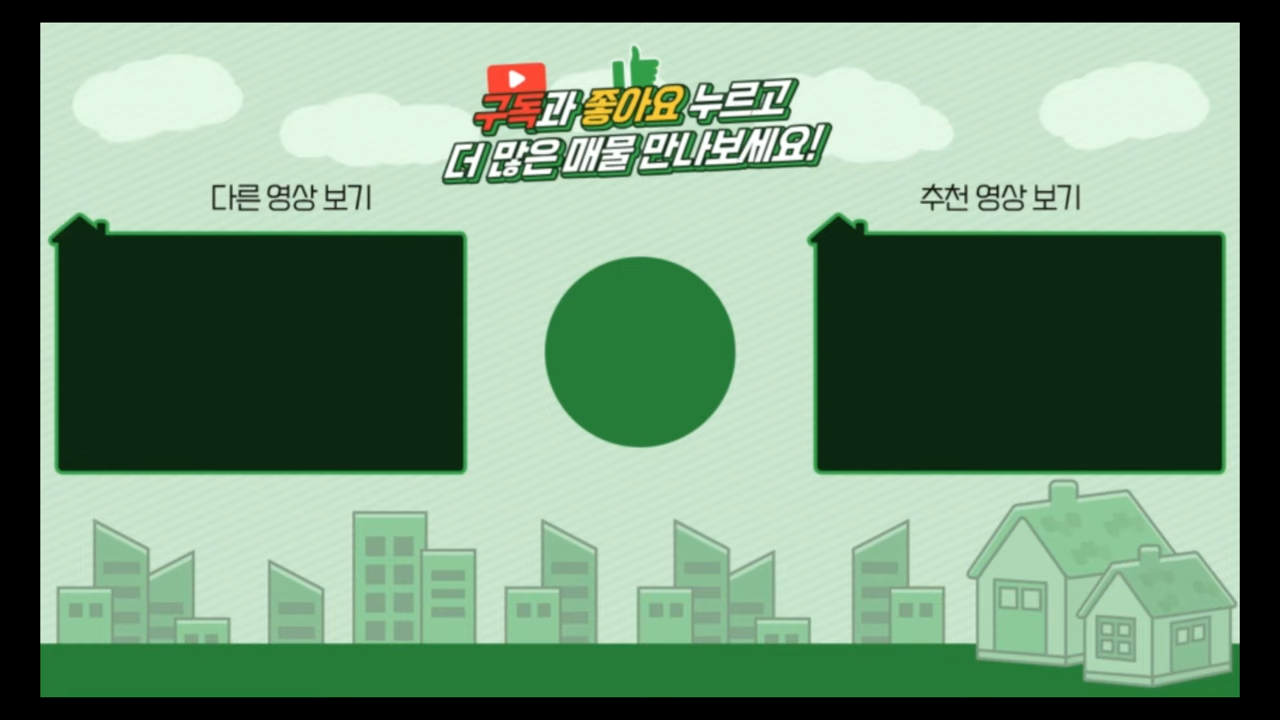 구독과 좋아요 누르고
더 많은 매물 만나보세요!
다른 영상 보기
추천 영상 보기